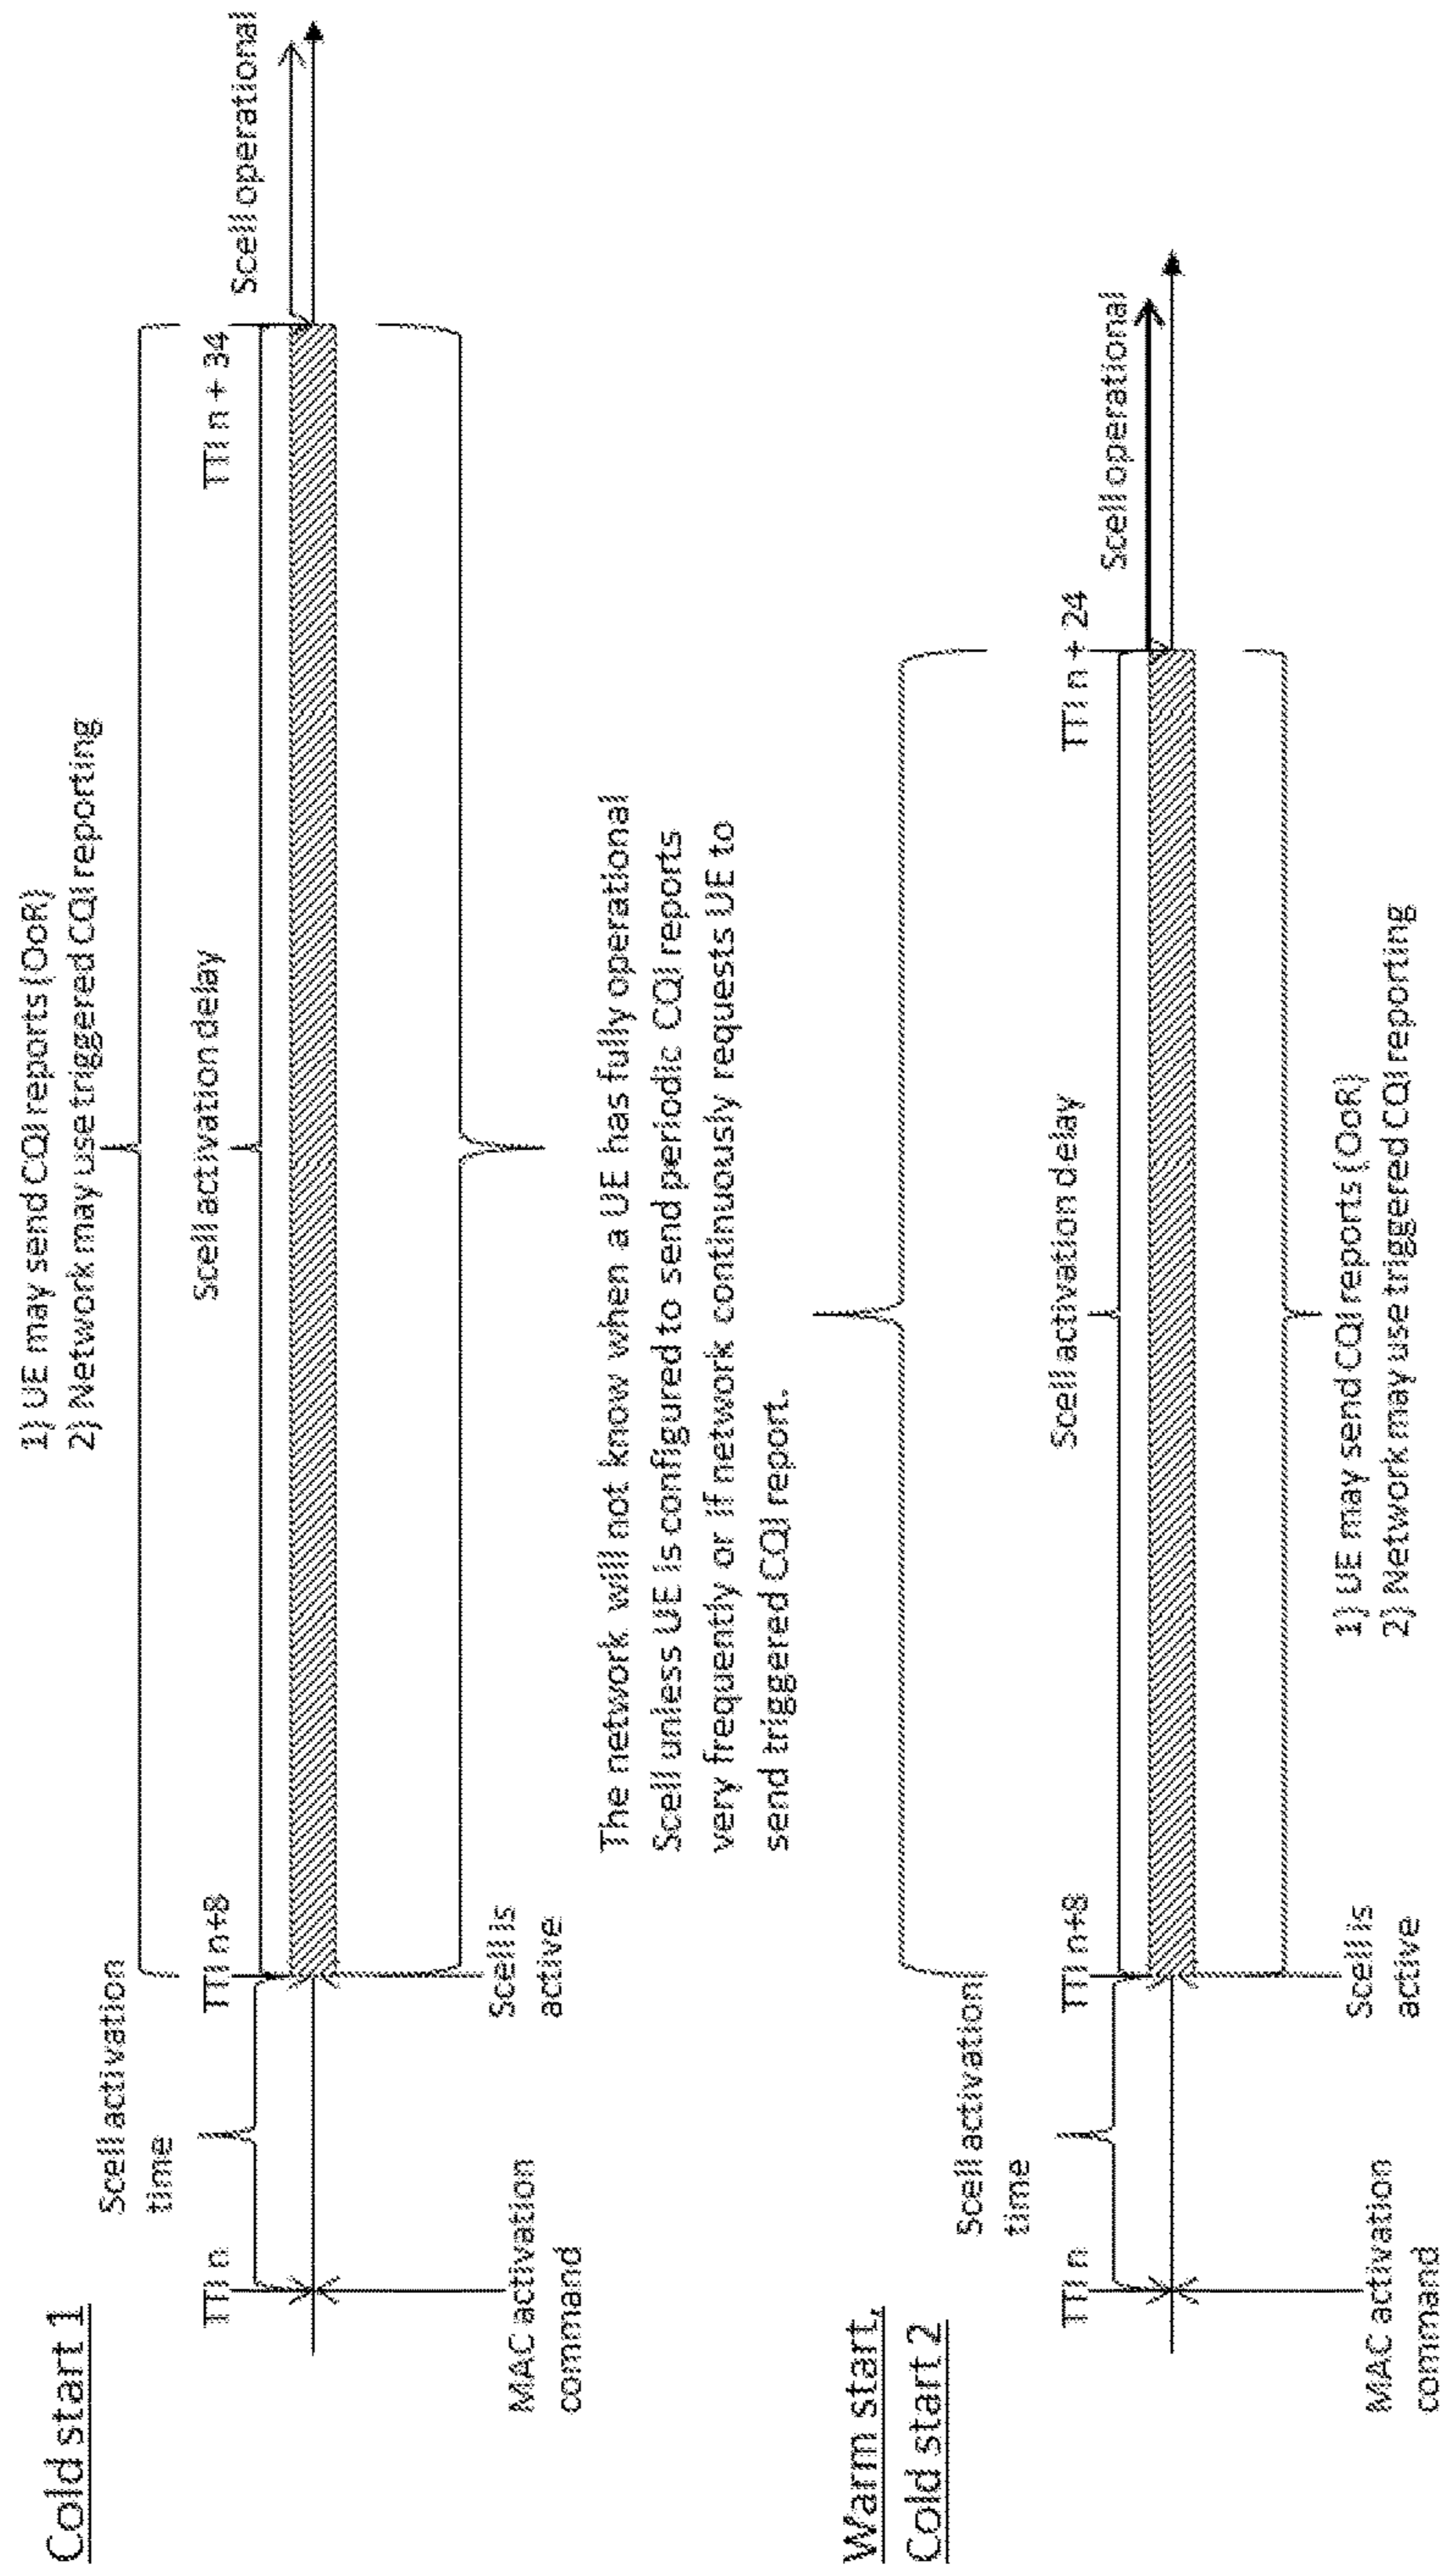 Cold start 1
1) UE may send CQI reports (OoR)
2) Network may use triggered CQI reporting
Scell activation
time
Scell activation delay
TTI n
TTI n+8
TTI n + 34
Scell operational
MAC activation
command
Scell is
active
The network will not know when a UE has fully operational
Scell unless UE is configured to send periodic CQI reports
very frequently or if network continuously requests UE to
send triggered CQI report.
Warm start,
Cold start 2
Scell activation
time
Scell activation delay
TTI n
TTI n+8
TTI n + 24
Scell operational
MAC activation
command
Scell is
active
1) UE may send CQI reports (OoR)
2) Network may use triggered CQI reporting